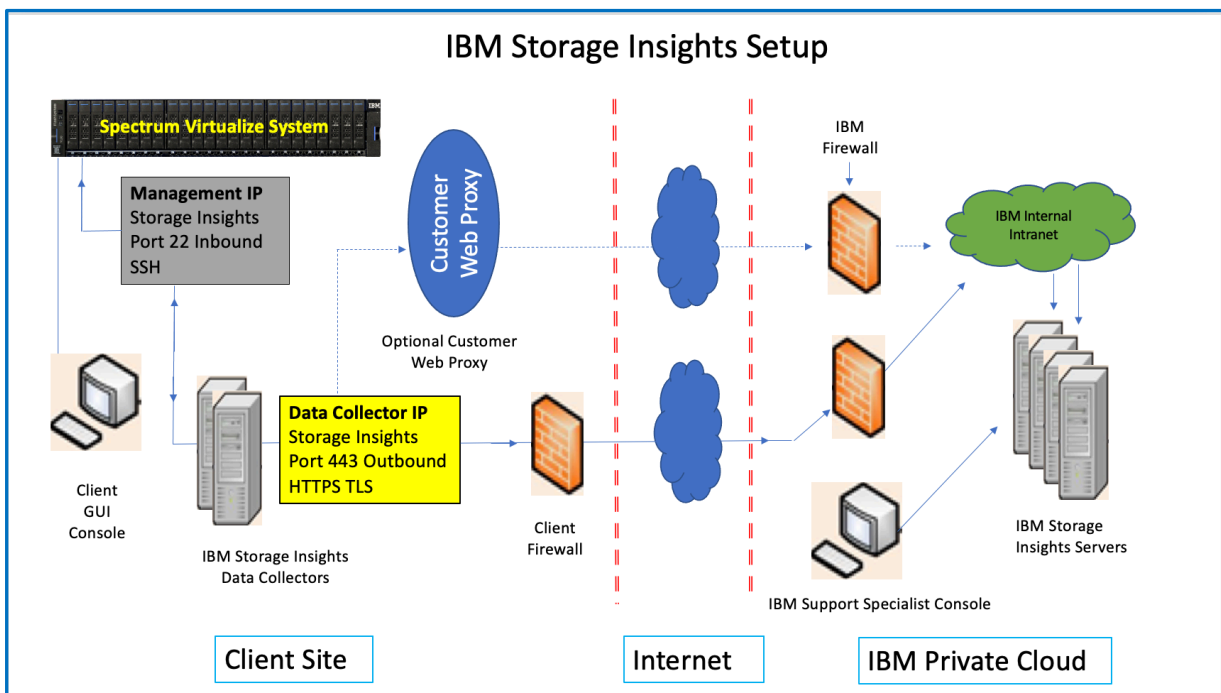 IBM Storage Insights Setup
IBM
Spectrum Virtualize System
Management IP
Storage Insights
Port 22 Inbound
SSH
Customer
Web Proxy
Optional Customer
Web Proxy
IBM
Firewall
IBM Internal
Intranet
Client
GUI
Console
IBM Storage Insights
Data Collectors
Data Collector IP
Storage Insights
Port 443 Outbound
HTTPS TLS
Client
Firewall
IBM Support Specialist Console
IBM Storage
Insights Servers
Client Site
Internet
IBM Private Cloud